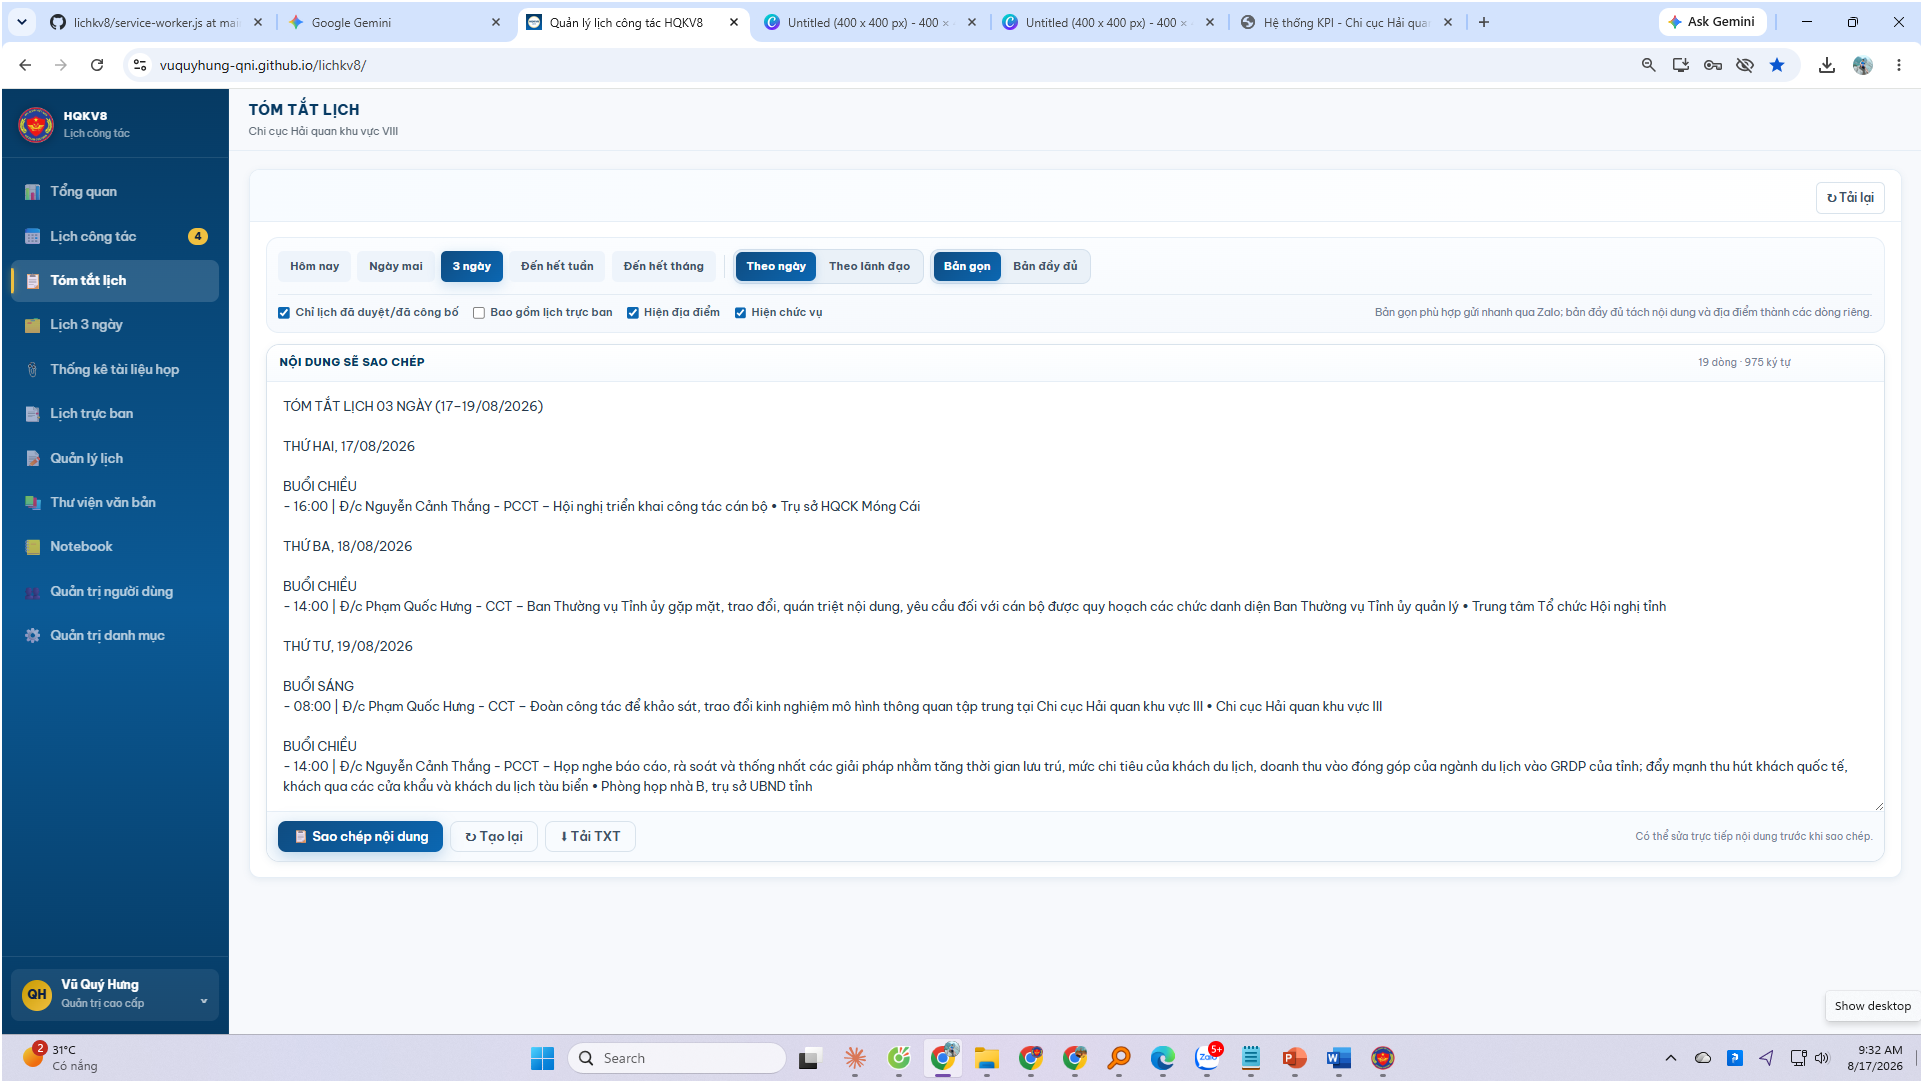 lichkv8/service-worker.js at mai
Google Gemini
Quản lý lịch công tác HQKV8
Untitled (400 x 400 px) - 400 ×
Untitled (400 x 400 px) - 400 ×
Hệ thống KPI - Chi cục Hải qua
Ask Gemini
vuquyhung-qni.github.io/lichkv8/
HQKV8
Lịch công tác
Tổng quan
Lịch công tác 4
Tóm tắt lịch
Lịch 3 ngày
Thống kê tài liệu họp
Lịch trực ban
Quản lý lịch
Thư viện văn bản
Notebook
Quản trị người dùng
Quản trị danh mục
QH
Vũ Quý Hưng
Quản trị cao cấp
TÓM TẮT LỊCH
Chi cục Hải quan khu vực VIII
↻ Tải lại
Hôm nay Ngày mai 3 ngày Đến hết tuần Đến hết tháng Theo ngày Theo lãnh đạo Bản gọn Bản đầy đủ
Chỉ lịch đã duyệt/đã công bố Bao gồm lịch trực ban Hiện địa điểm Hiện chức vụ
Bản gọn phù hợp gửi nhanh qua Zalo; bản đầy đủ tách nội dung và địa điểm thành các dòng riêng.
NỘI DUNG SẼ SAO CHÉP
19 dòng · 975 ký tự
TÓM TẮT LỊCH 03 NGÀY (17–19/08/2026)
THỨ HAI, 17/08/2026
BUỔI CHIỀU
- 16:00 | Đ/c Nguyễn Cảnh Thắng - PCCT – Hội nghị triển khai công tác cán bộ • Trụ sở HQCK Móng Cái
THỨ BA, 18/08/2026
BUỔI CHIỀU
- 14:00 | Đ/c Phạm Quốc Hưng - CCT – Ban Thường vụ Tỉnh ủy gặp mặt, trao đổi, quán triệt nội dung, yêu cầu đối với cán bộ được quy hoạch các chức danh diện Ban Thường vụ Tỉnh ủy quản lý • Trung tâm Tổ chức Hội nghị tỉnh
THỨ TƯ, 19/08/2026
BUỔI SÁNG
- 08:00 | Đ/c Phạm Quốc Hưng - CCT – Đoàn công tác để khảo sát, trao đổi kinh nghiệm mô hình thông quan tập trung tại Chi cục Hải quan khu vực III • Chi cục Hải quan khu vực III
BUỔI CHIỀU
- 14:00 | Đ/c Nguyễn Cảnh Thắng - PCCT – Họp nghe báo cáo, rà soát và thống nhất các giải pháp nhằm tăng thời gian lưu trú, mức chi tiêu của khách du lịch, doanh thu vào đóng góp của ngành du lịch vào GRDP của tỉnh; đẩy mạnh thu hút khách quốc tế,
khách qua các cửa khẩu và khách du lịch tàu biển • Phòng họp nhà B, trụ sở UBND tỉnh
Sao chép nội dung
↻ Tạo lại
⬇ Tải TXT
Có thể sửa trực tiếp nội dung trước khi sao chép.
Show desktop
2
31°C
Có nắng
Search
Zalo 5+
9:32 AM
8/17/2026